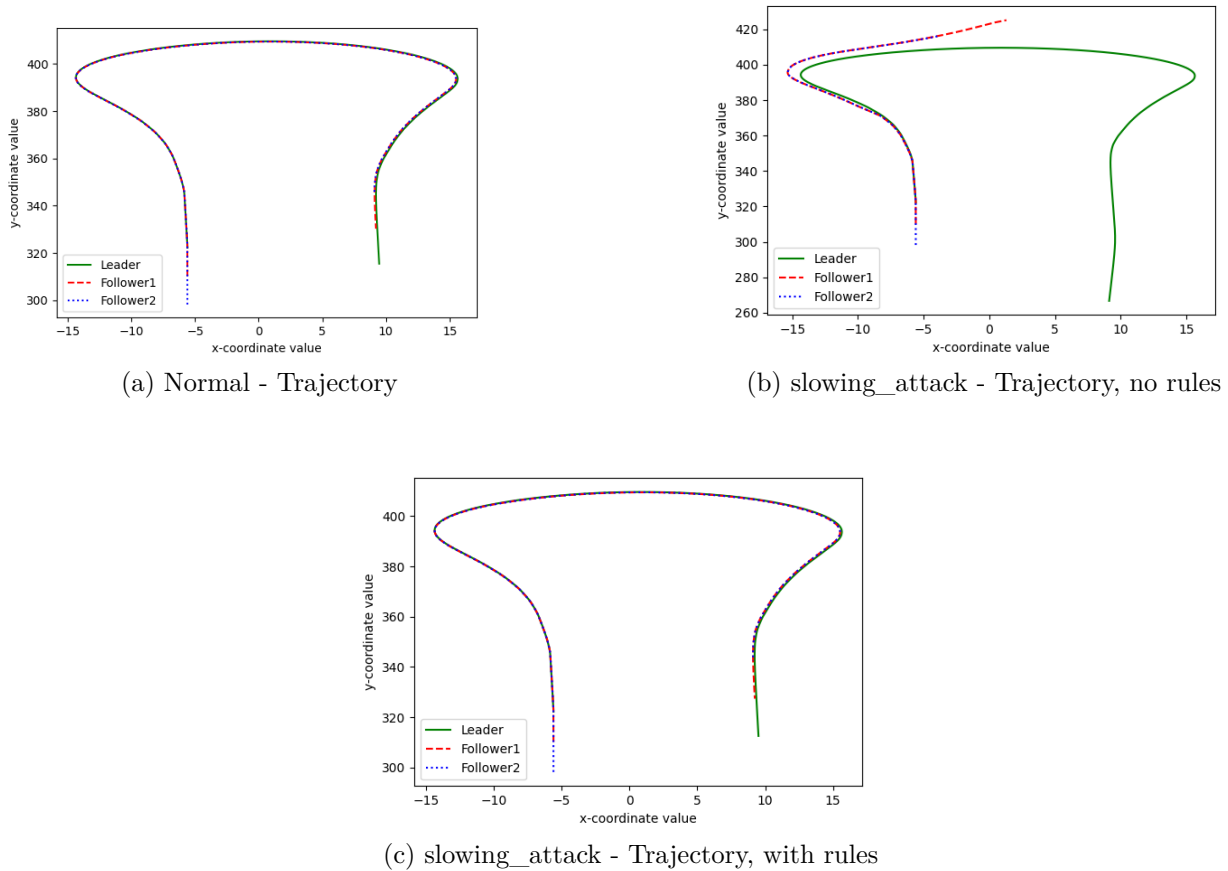 400
380
360
340
320
300
y-coordinate value
Leader
Follower1
Follower2
−15 −10 −5 0 5 10 15
x-coordinate value
(a) Normal - Trajectory
420
400
380
360
340
320
300
280
260
y-coordinate value
Leader
Follower1
Follower2
−15 −10 −5 0 5 10 15
x-coordinate value
(b) slowing_attack - Trajectory, no rules
400
380
360
340
320
300
y-coordinate value
Leader
Follower1
Follower2
−15 −10 −5 0 5 10 15
x-coordinate value
(c) slowing_attack - Trajectory, with rules